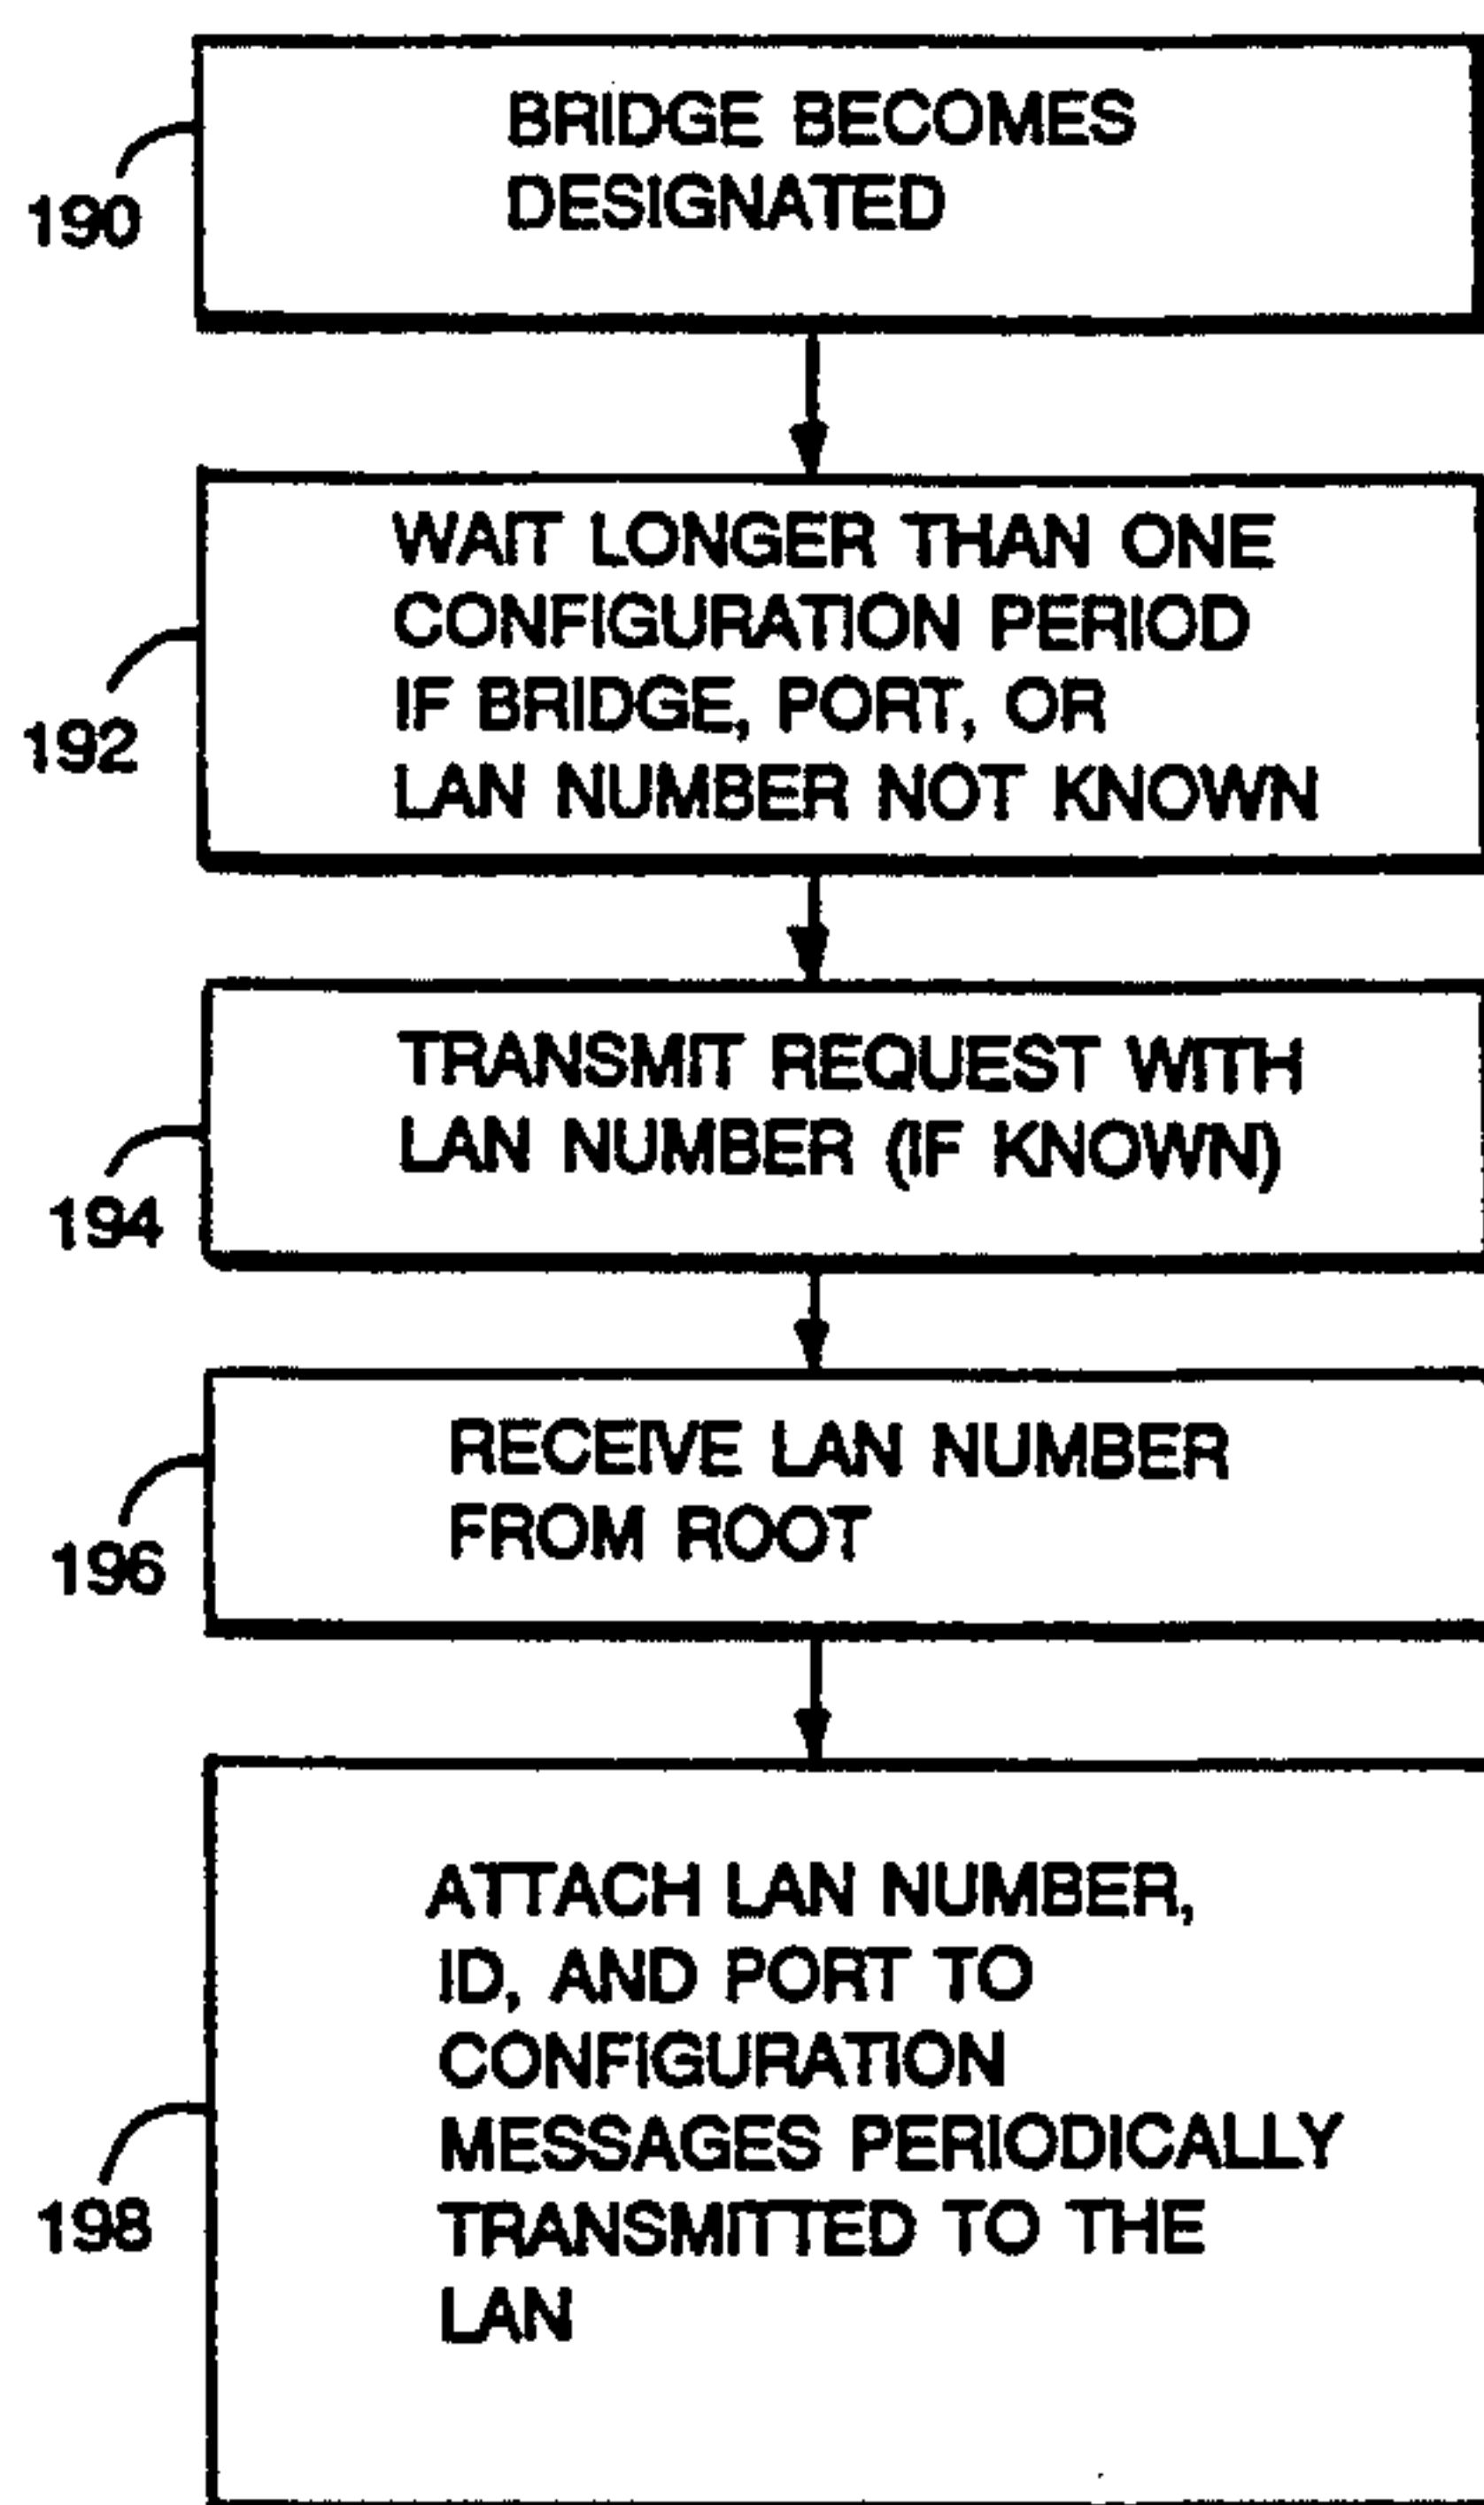 BRIDGE BECOMES
DESIGNATED
190
WAIT LONGER THAN ONE
CONFIGURATION PERIOD
IF BRIDGE, PORT, OR
LAN NUMBER NOT KNOWN
192
TRANSMIT REQUEST WITH
LAN NUMBER (IF KNOWN)
194
RECEIVE LAN NUMBER
FROM ROOT
196
ATTACH LAN NUMBER,
ID, AND PORT TO
CONFIGURATION
MESSAGES PERIODICALLY
TRANSMITTED TO THE
LAN
198